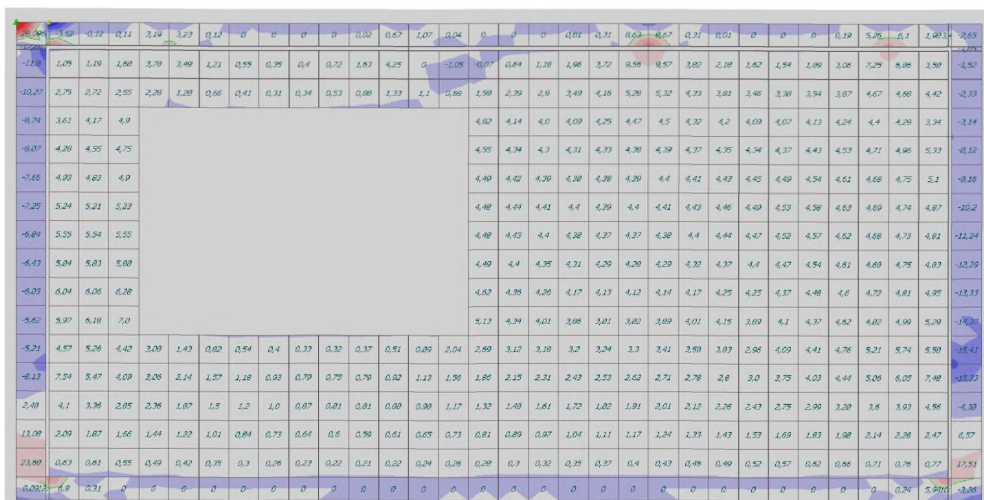 -3,52 -0,12 0,11 3,19 3,23 0,12 0 0 0 0,02 0,67 1,07 0,04 0 0 0 0,01 0,31 8,63 8,67 0,31 0,01 0 0 0 0,19 5,26 6,1 2,65
1,05 1,19 1,68 3,78 3,49 1,21 0,55 0,35 0,4 0,72 1,63 4,25 0 -1,05 -0,07 0,64 1,18 1,96 3,72 9,56 9,57 3,82 2,18 1,62 1,54 1,89 3,06 7,25 6,86 3,58 -1,52
-10,27 2,75 2,72 2,55 2,28 1,28 0,66 0,41 0,31 0,34 0,53 0,88 1,33 1,1 0,68 1,59 2,39 2,9 3,49 4,16 5,28 5,32 4,33 3,81 3,46 3,38 3,54 3,87 4,67 4,68 4,42 -2,33
-8,74 3,61 4,17 4,9 4,82 4,14 4,0 4,09 4,25 4,47 4,5 4,32 4,2 4,09 4,07 4,13 4,24 4,4 4,29 3,34 -3,14
-8,07 4,28 4,55 4,75 4,55 4,34 4,3 4,31 4,33 4,38 4,39 4,37 4,35 4,34 4,37 4,43 4,53 4,71 4,96 5,33 -8,12
-7,66 4,93 4,83 4,9 4,49 4,42 4,39 4,38 4,38 4,39 4,4 4,41 4,43 4,45 4,49 4,54 4,61 4,68 4,75 5,1 -9,16
-7,25 5,24 5,21 5,23 4,48 4,44 4,41 4,4 4,39 4,4 4,41 4,43 4,46 4,49 4,53 4,58 4,63 4,69 4,74 4,87 -10,2
-6,84 5,55 5,54 5,55 4,48 4,43 4,4 4,38 4,37 4,37 4,38 4,4 4,44 4,47 4,52 4,57 4,62 4,68 4,73 4,81 -11,24
-6,43 5,84 5,83 5,88 4,49 4,4 4,35 4,31 4,29 4,28 4,29 4,32 4,37 4,4 4,47 4,54 4,61 4,68 4,75 4,83 -12,29
-6,03 6,04 6,06 6,28 4,62 4,36 4,26 4,17 4,13 4,12 4,14 4,17 4,25 4,25 4,37 4,48 4,6 4,72 4,81 4,95 -13,33
-5,62 5,97 6,18 7,0 5,13 4,34 4,01 3,86 3,81 3,82 3,89 4,01 4,15 3,89 4,1 4,37 4,62 4,82 4,99 5,29 -14,37
-5,21 4,57 5,26 4,42 3,08 1,43 0,82 0,54 0,4 0,33 0,32 0,37 0,51 0,89 2,04 2,69 3,12 3,18 3,2 3,24 3,3 3,41 3,58 3,83 2,96 4,09 4,41 4,76 5,21 5,74 5,58 -15,41
-8,13 7,54 5,47 4,09 3,06 2,14 1,57 1,18 0,93 0,79 0,75 0,79 0,92 1,13 1,56 1,86 2,15 2,31 2,43 2,53 2,62 2,71 2,78 2,8 3,0 3,75 4,03 4,44 5,06 6,05 7,48 -18,33
2,48 4,1 3,36 2,85 2,36 1,87 1,5 1,2 1,0 0,87 0,81 0,81 0,88 0,98 1,17 1,32 1,49 1,61 1,72 1,82 1,91 2,01 2,12 2,26 2,43 2,75 2,99 3,28 3,6 3,93 4,56 -4,38
13,08 2,09 1,87 1,66 1,44 1,22 1,01 0,84 0,73 0,64 0,6 0,59 0,61 0,65 0,73 0,81 0,89 0,97 1,04 1,11 1,17 1,24 1,33 1,43 1,53 1,69 1,83 1,98 2,14 2,28 2,47 6,57
23,68 0,63 0,61 0,55 0,49 0,42 0,35 0,3 0,26 0,23 0,22 0,21 0,22 0,24 0,26 0,28 0,3 0,32 0,35 0,37 0,4 0,43 0,46 0,49 0,52 0,57 0,62 0,66 0,71 0,76 0,77 17,51
6,8 0,31 0 0 0 0 0 0 0 0 0 0 0 0 0 0 0 0 0 0 0 0 0 0 0 0 0 0,24